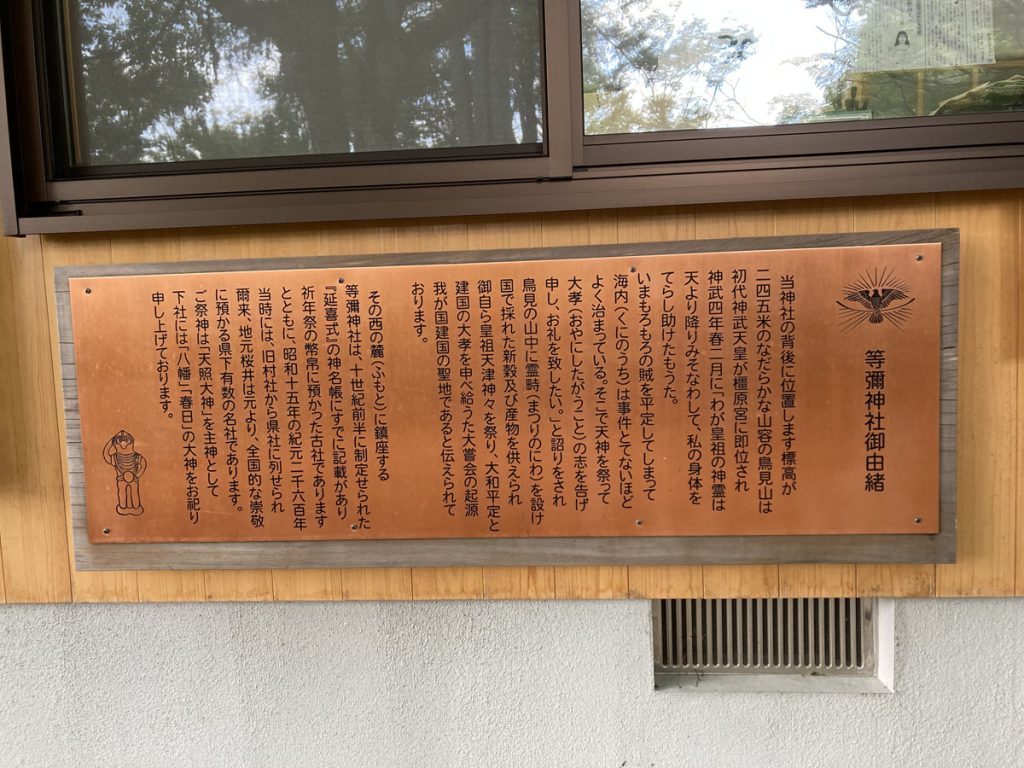 等彌神社御由緒
当神社の背後に位置します標高が
二四五米のなだらかな山容の鳥見山は
初代神武天皇が橿原宮に即位され
神武四年春二月に「わが皇祖の神霊は
天より降りみそなわして、私の身体を
てらし助けたもうた。
いまもろもろの賊を平定してしまって
海内(くにのうち)は事件とてないほど
よく治まっている。そこで天神を祭って
大孝(おやにしたがうこと)の志を告げ
申し、お礼を致したい。」と詔りをされ
鳥見の山中に霊畤(まつりのにわ)を設け
国で採れた新穀及び産物を供えられ
御自ら皇祖天津神々を祭り、大和平定と
建国の大孝を申べ給うた大嘗会の起源
我が国建国の聖地であると伝えられて
おります。
その西の麓(ふもと)に鎮座する
等彌神社は、十世紀前半に制定せられた
『延喜式』の神名帳にすでに記載があり
祈年祭の幣帛に預かった古社であります
とともに、昭和十五年の紀元二千六百年
当時には、旧村社から県社に列せられ
爾来、地元桜井は元より、全国的な崇敬
に預かる県下有数の名社であります。
ご祭神は「天照大神」を主神として
下社には「八幡」「春日」の大神をお祀り
申し上げております。